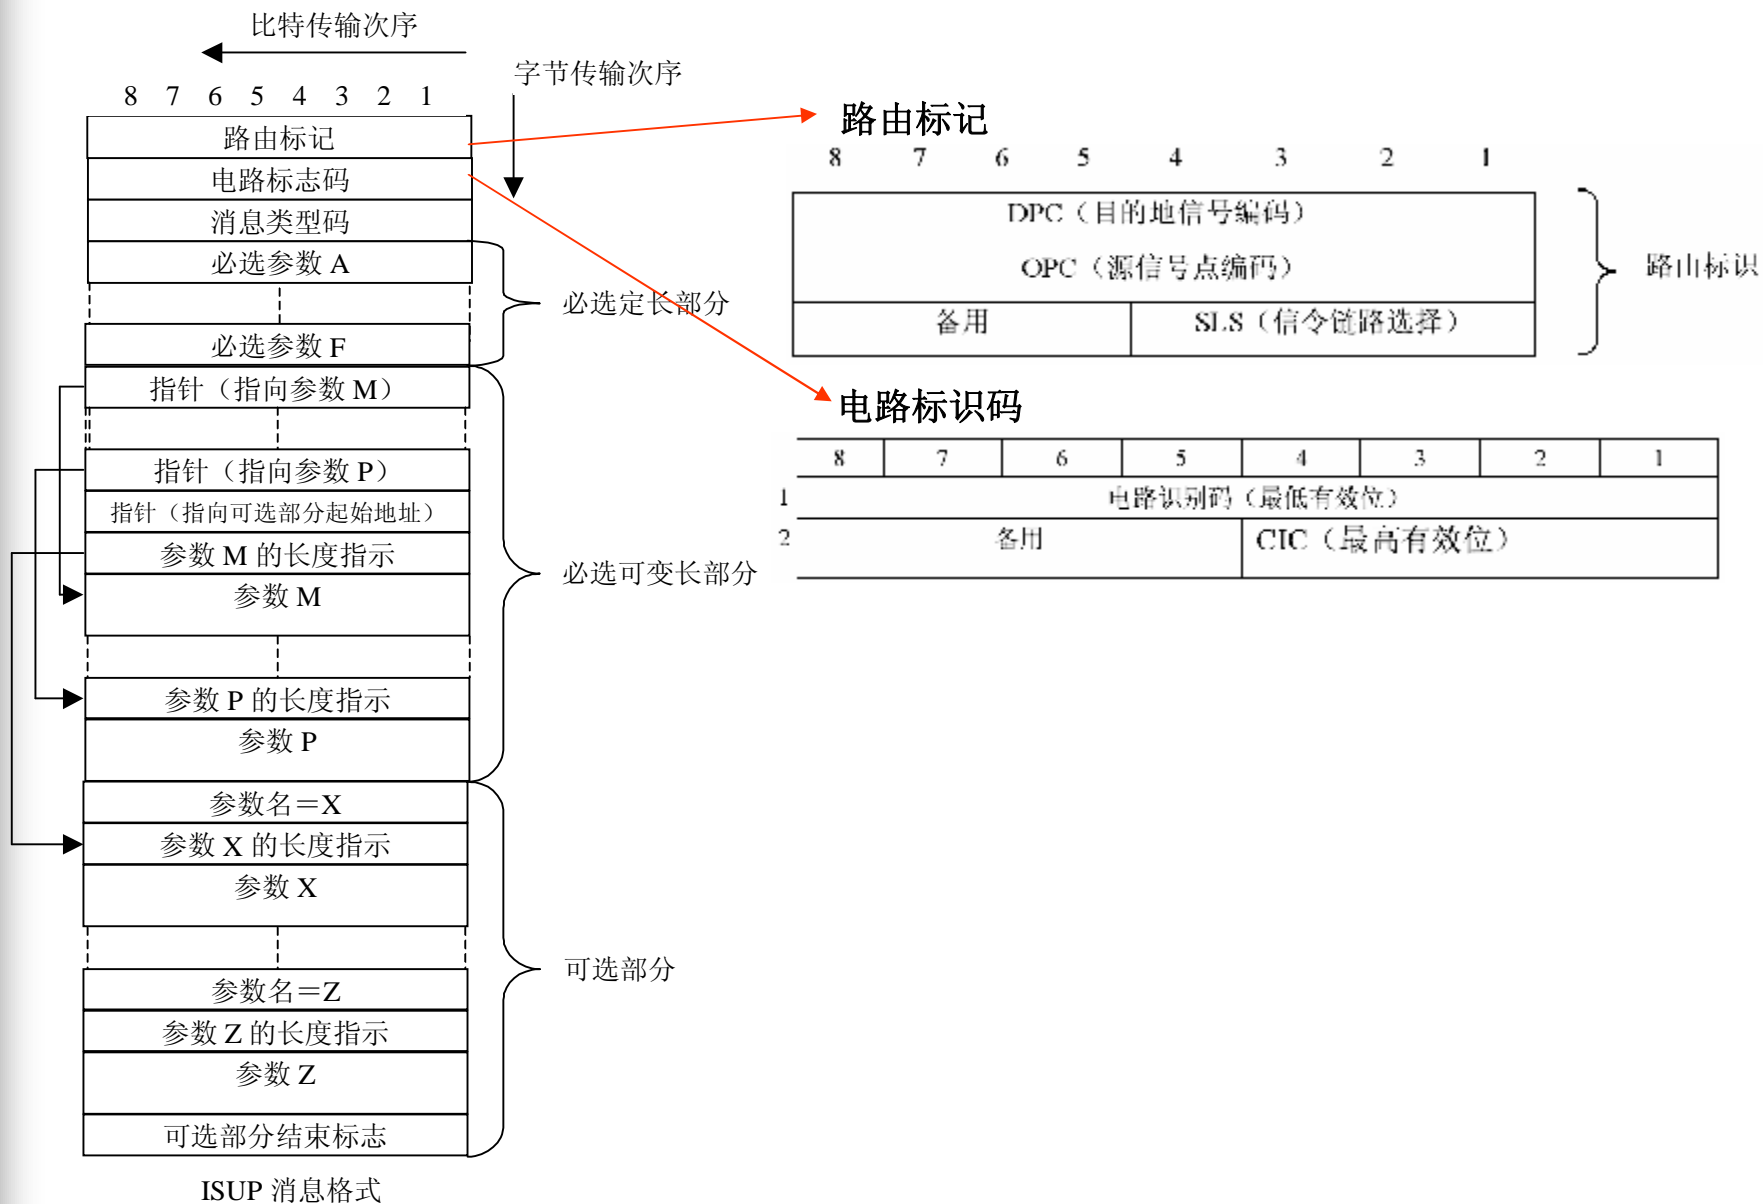 比特传输次序
字节传输次序
8 7 6 5 4 3 2 1
路由标记
电路标志码
消息类型码
必选参数 A
必选参数 F
必选定长部分
指针（指向参数 M）
指针（指向参数 P）
指针（指向可选部分起始地址）
参数 M 的长度指示
参数 M
参数 P 的长度指示
参数 P
必选可变长部分
参数名＝X
参数 X 的长度指示
参数 X
参数名＝Z
参数 Z 的长度指示
参数 Z
可选部分结束标志
可选部分
ISUP 消息格式
路由标记
8 7 6 5 4 3 2 1
DPC（目的地信号编码）
OPC（源信号点编码）
备用 SLS（信令链路选择）
路由标识
电路标识码
8 7 6 5 4 3 2 1
1 电路识别码（最低有效位）
2 备用 CIC（最高有效位）